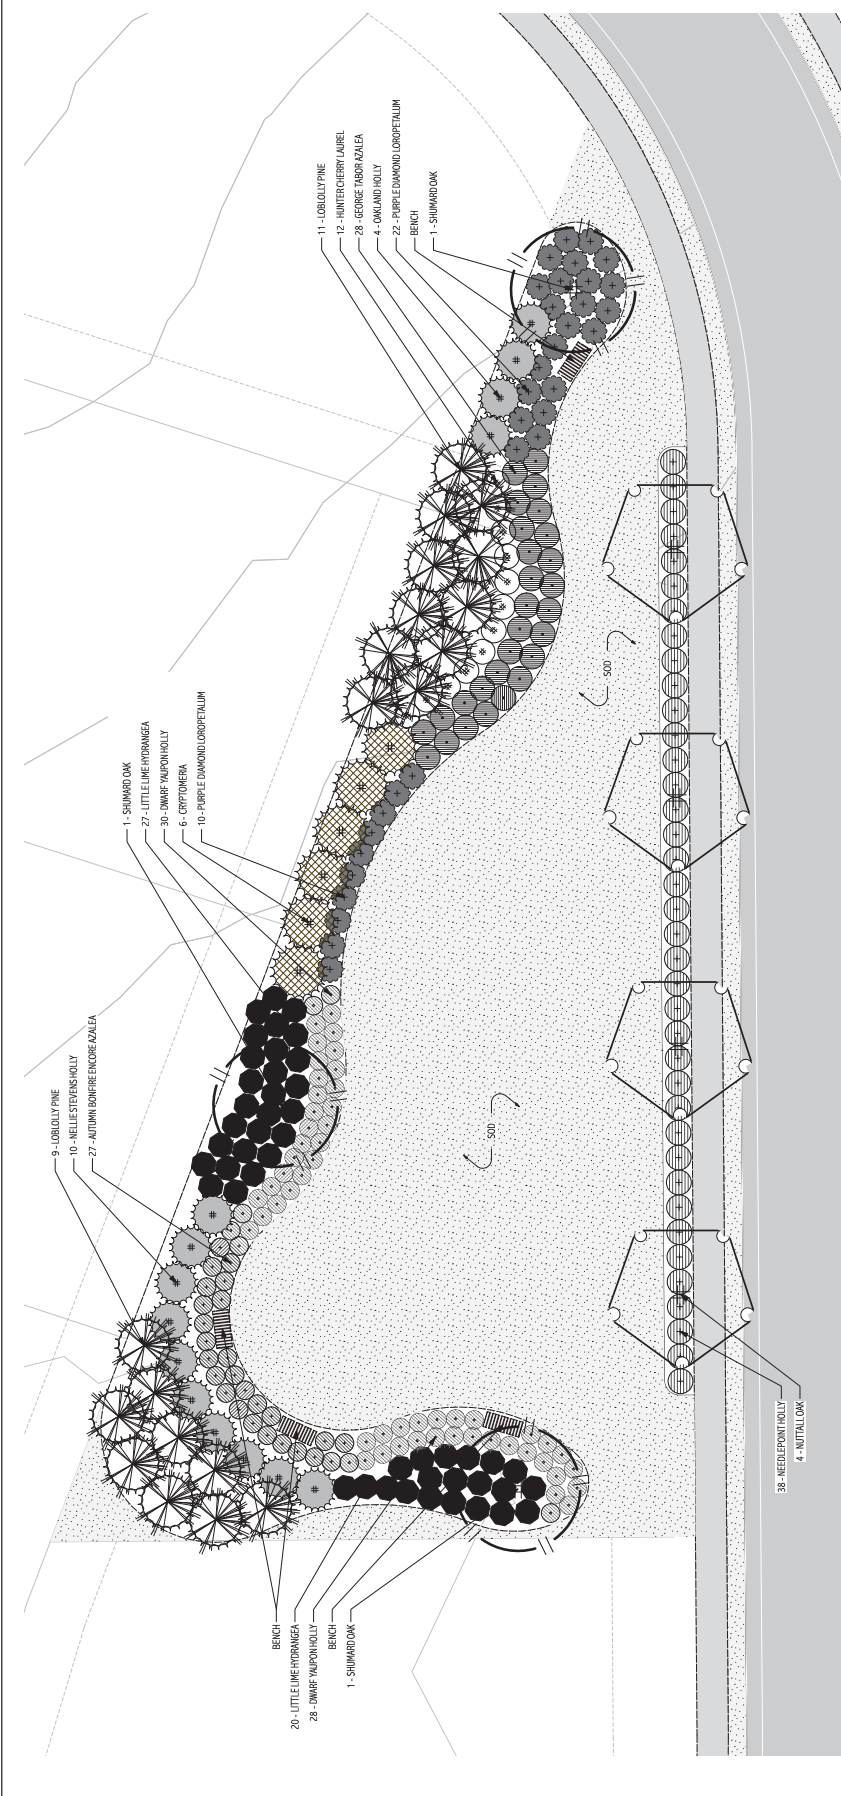 11 - LOBLOLLY PINE
12 - HUNTER CHERRY LAUREL
28 - GEORGE TABOR AZALEA
4 - OAKLAND HOLLY
22 - PURPLE DIAMOND LOROPETALUM
BENCH
1 - SHUMARD OAK
1 - SHUMARD OAK
27 - LITTLE LIME HYDRANGEA
30 - DWARF YAUPON HOLLY
6 - CRYPTOMERIA
10 - PURPLE DIAMOND LOROPETALUM
SOD
9 - LOBLOLLY PINE
10 - NELLIE STEVENS HOLLY
27 - AUTUMN BONFIRE ENCORE AZALEA
SOD
38 - NEEDLEPOINT HOLLY
4 - NUTTALL OAK
BENCH
20 - LITTLE LIME HYDRANGEA
28 - DWARF YAUPON HOLLY
BENCH
1 - SHUMARD OAK